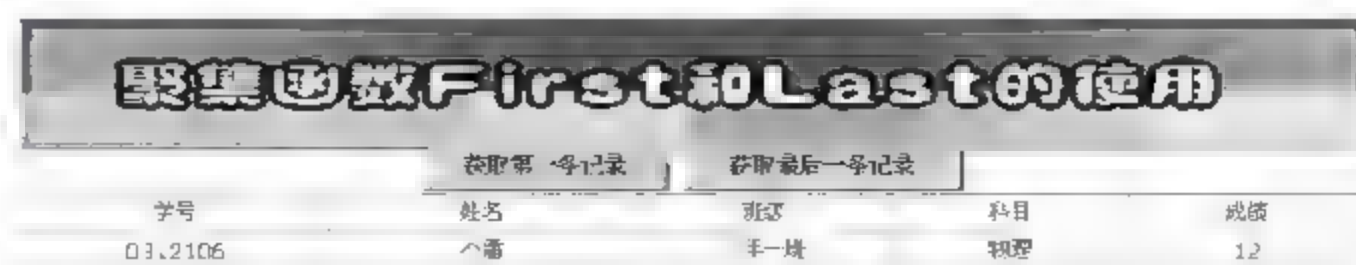 聚集函数First和Last的使用
获取第一条记录 获取最后一条记录
学号 姓名 班级 科目 成绩
物理 12